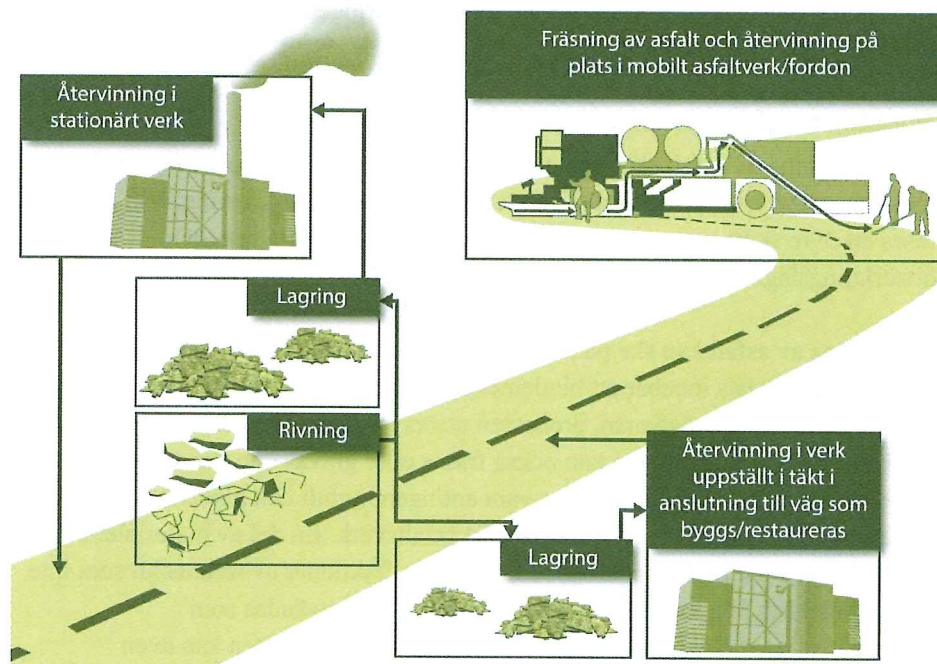 Återvinning i
stationärt verk
Fräsning av asfalt och återvinning på
plats i mobilt asfaltverk/fordon
Lagring
Rivning
Återvinning i verk
uppställt i täkt i
anslutning till väg som
byggs/restaureras
Lagring